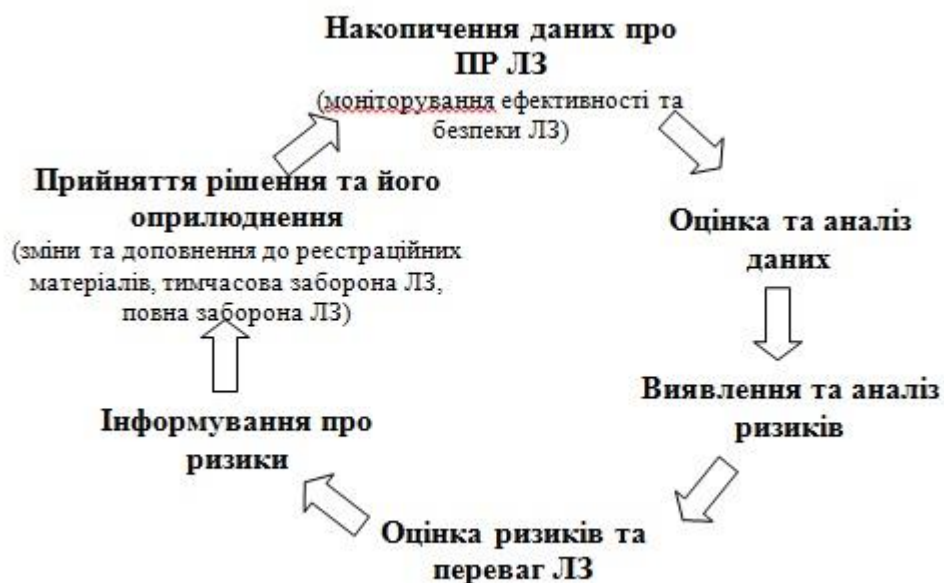 Накопичення даних про
ПР ЛЗ
(моніторування ефективності та
безпеки ЛЗ)
Оцінка та аналіз
даних
Виявлення та аналіз
ризиків
Оцінка ризиків та
переваг ЛЗ
Інформування про
ризики
Прийняття рішення та його
оприлюднення
(зміни та доповнення до реєстраційних
матеріалів, тимчасова заборона ЛЗ,
повна заборона ЛЗ)